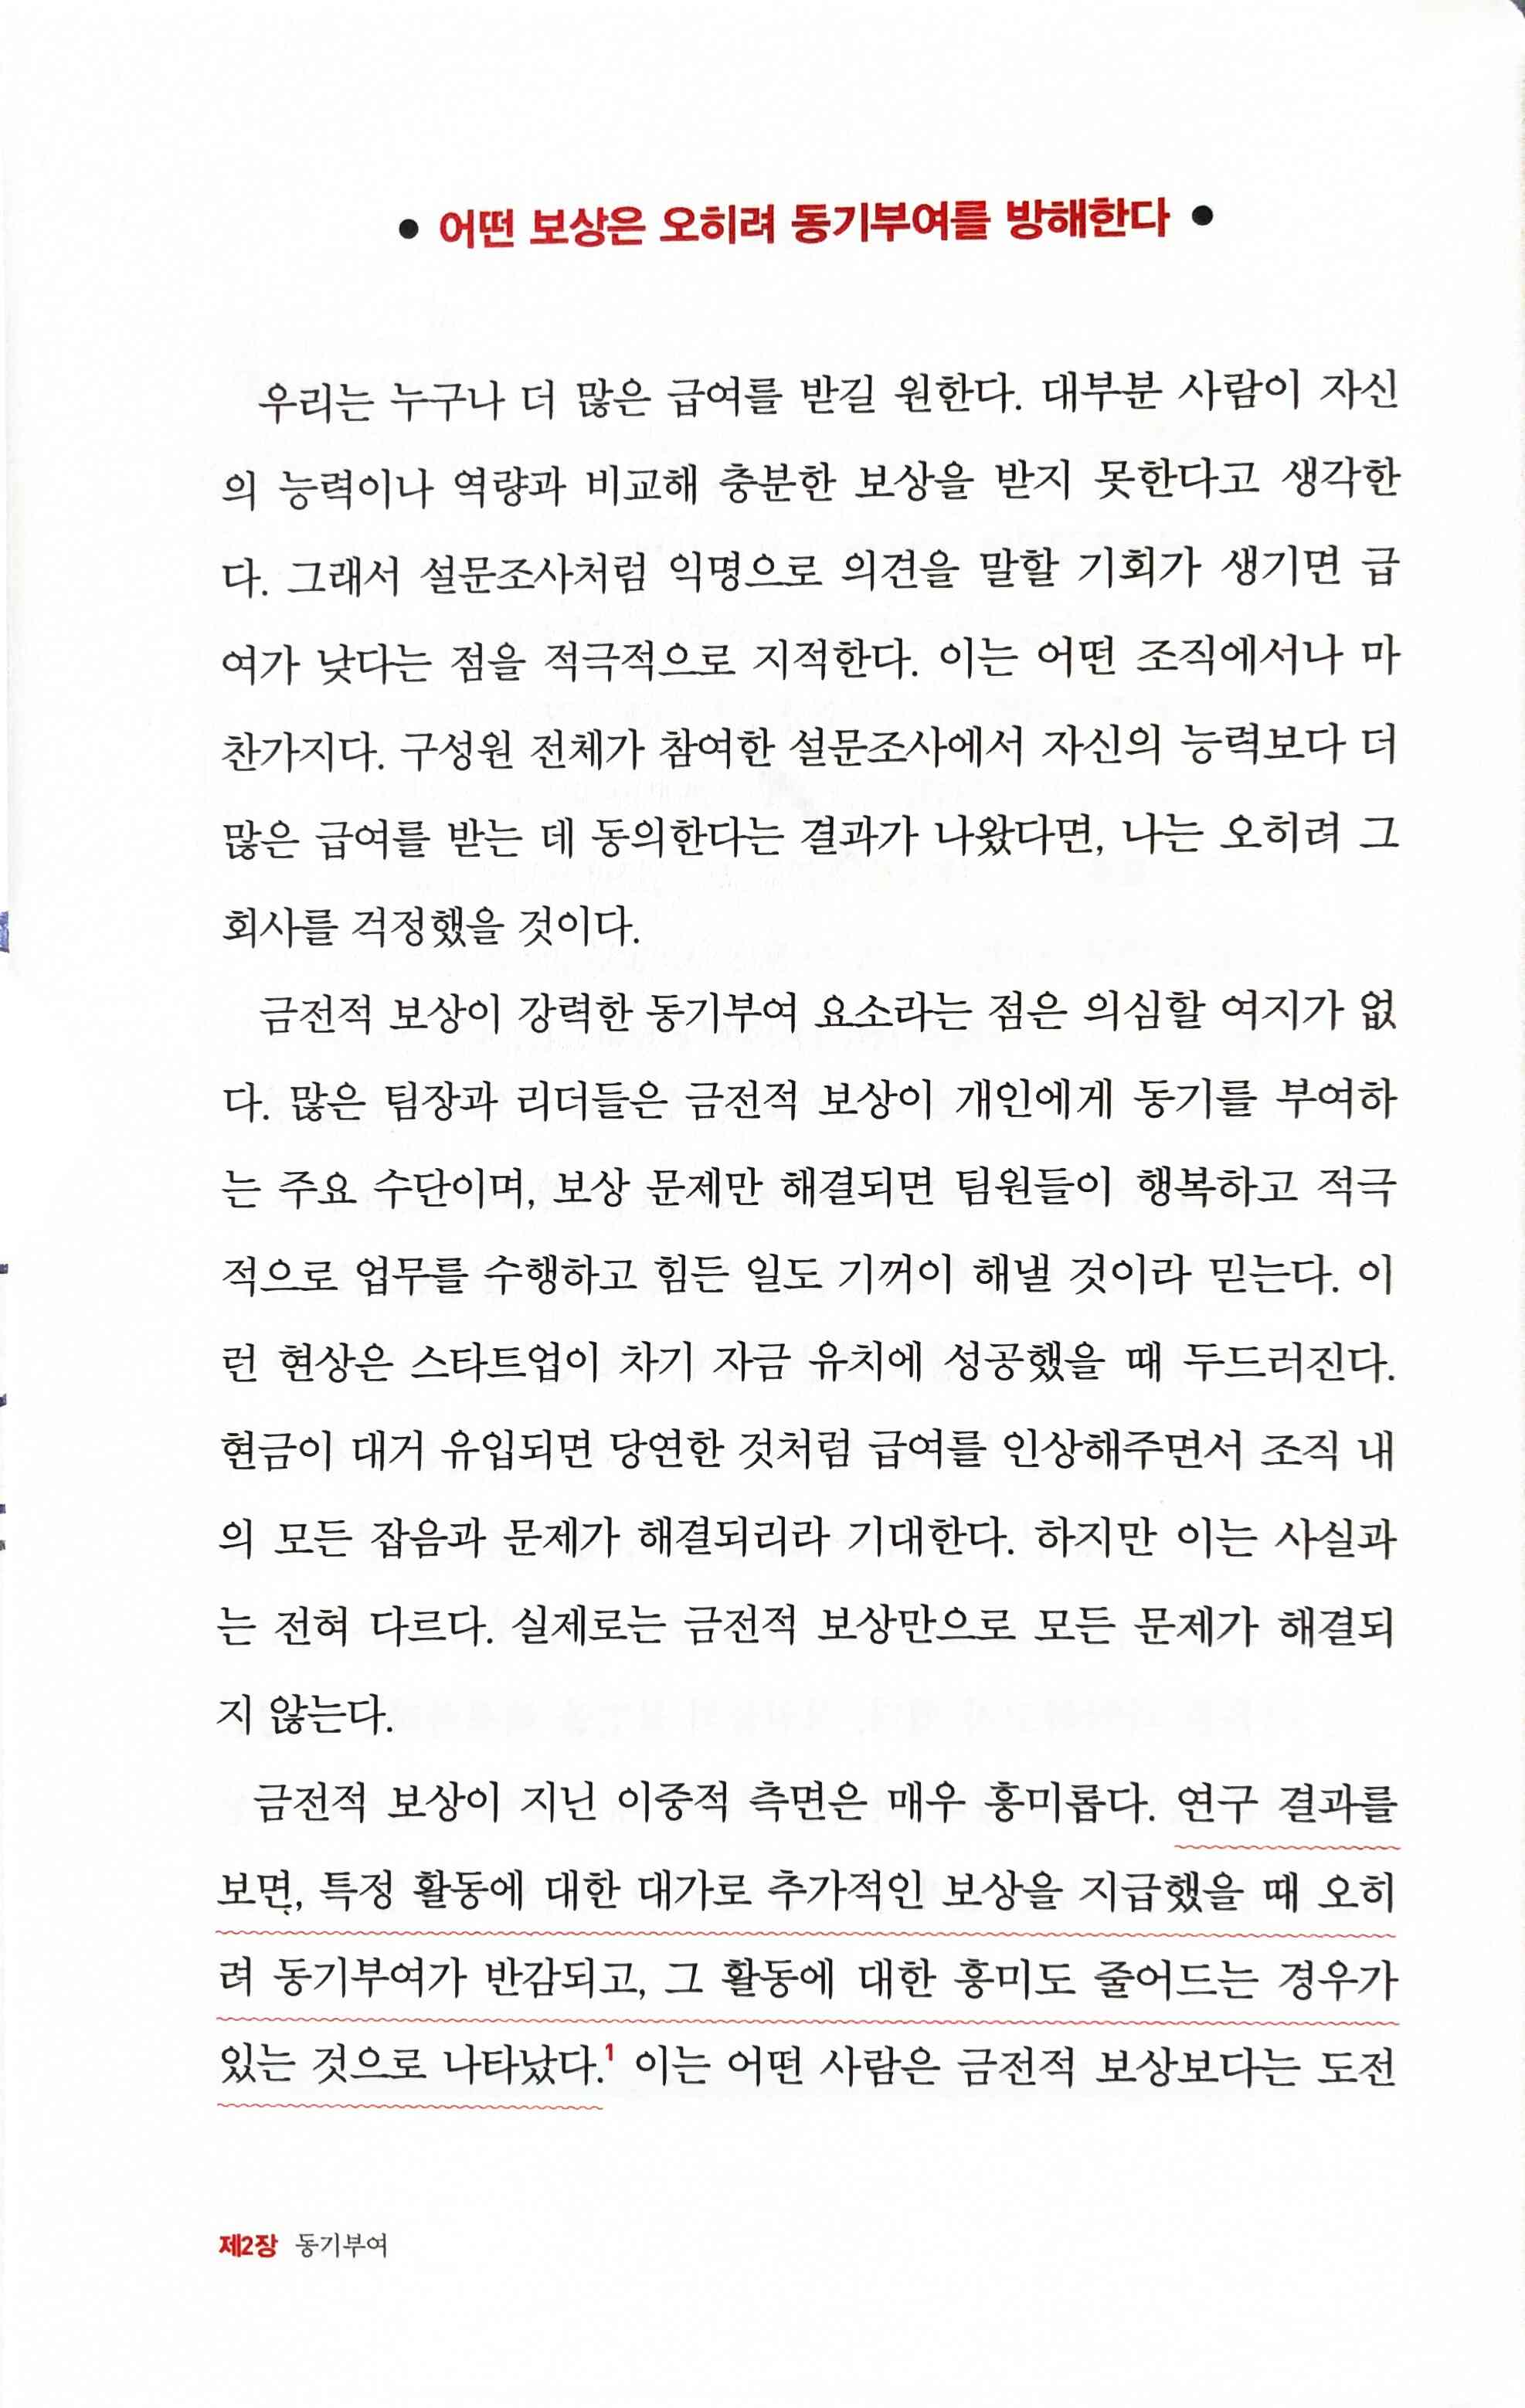 • 어떤 보상은 오히려 동기부여를 방해한다 •
우리는 누구나 더 많은 급여를 받길 원한다. 대부분 사람이 자신
의 능력이나 역량과 비교해 충분한 보상을 받지 못한다고 생각한
다. 그래서 설문조사처럼 익명으로 의견을 말할 기회가 생기면 급
여가 낮다는 점을 적극적으로 지적한다. 이는 어떤 조직에서나 마
찬가지다. 구성원 전체가 참여한 설문조사에서 자신의 능력보다 더
많은 급여를 받는 데 동의한다는 결과가 나왔다면, 나는 오히려 그
회사를 걱정했을 것이다.
금전적 보상이 강력한 동기부여 요소라는 점은 의심할 여지가 없
다. 많은 팀장과 리더들은 금전적 보상이 개인에게 동기를 부여하
는 주요 수단이며, 보상 문제만 해결되면 팀원들이 행복하고 적극
적으로 업무를 수행하고 힘든 일도 기꺼이 해낼 것이라 믿는다. 이
런 현상은 스타트업이 차기 자금 유치에 성공했을 때 두드러진다.
현금이 대거 유입되면 당연한 것처럼 급여를 인상해주면서 조직 내
의 모든 잡음과 문제가 해결되리라 기대한다. 하지만 이는 사실과
는 전혀 다르다. 실제로는 금전적 보상만으로 모든 문제가 해결되
지 않는다.
금전적 보상이 지닌 이중적 측면은 매우 흥미롭다. 연구 결과를
보면, 특정 활동에 대한 대가로 추가적인 보상을 지급했을 때 오히
려 동기부여가 반감되고, 그 활동에 대한 흥미도 줄어드는 경우가
있는 것으로 나타났다.1 이는 어떤 사람은 금전적 보상보다는 도전
제2장 동기부여